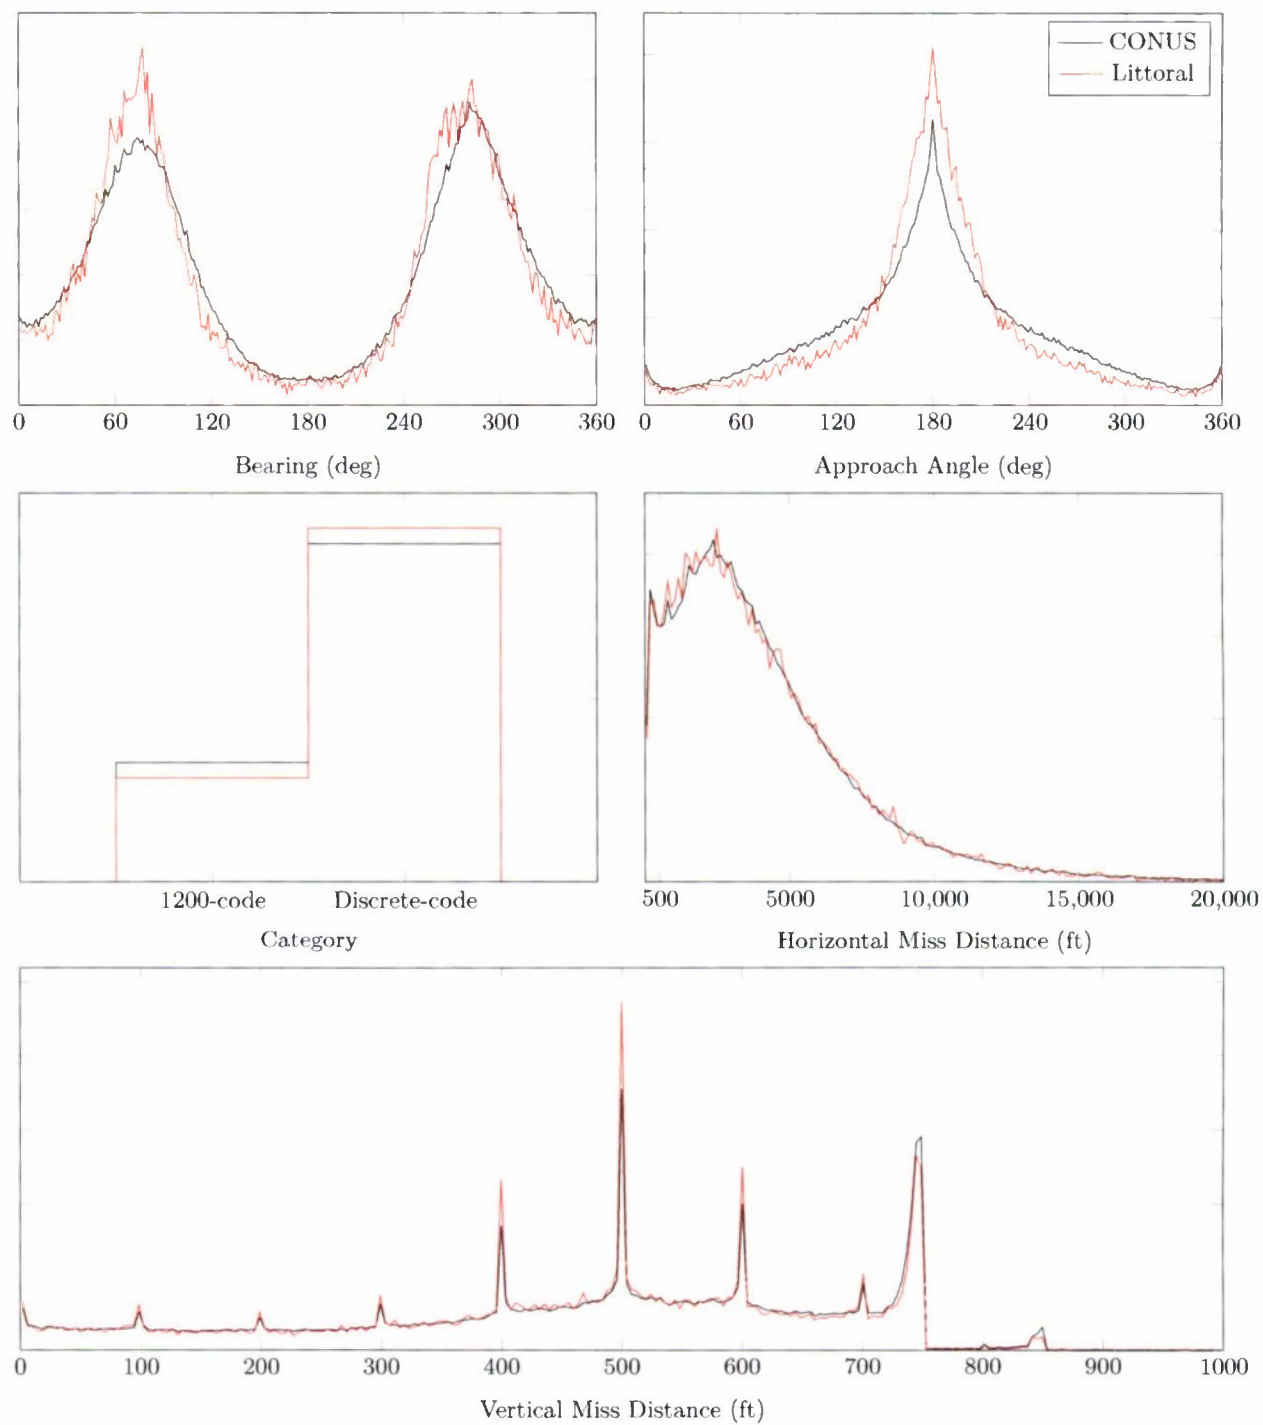 CONUS
Littoral
0 60 120 180 240 300 360
0 60 120 180 240 300 360
Bearing (deg)
Approach Angle (deg)
1200-code Discrete-code
500 5000 10,000 15,000 20,000
Category
Horizontal Miss Distance (ft)
0 100 200 300 400 500 600 700 800 900 1000
Vertical Miss Distance (ft)